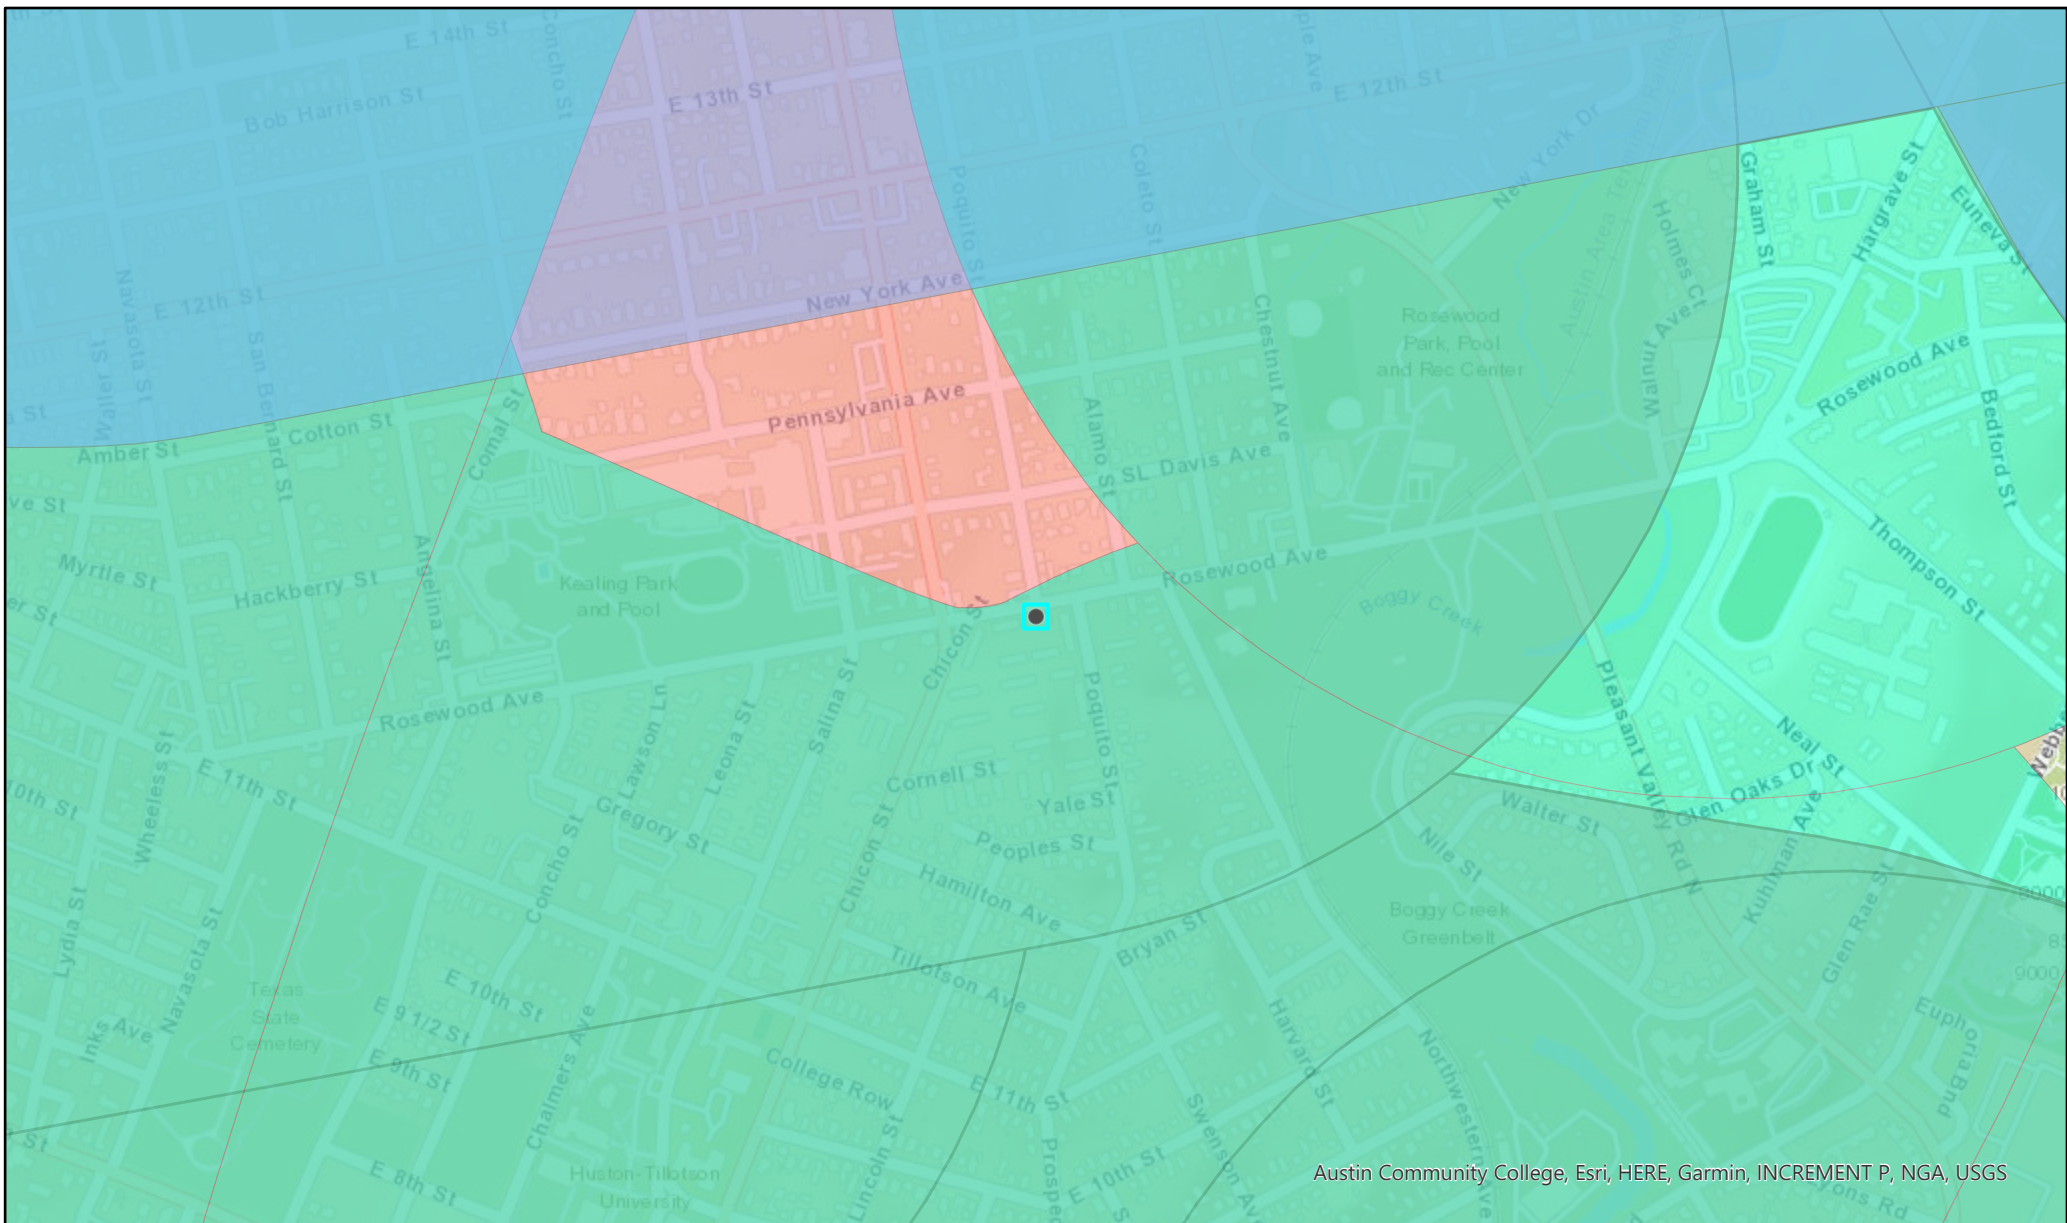 E 14th St
Concho St
Bob Harrison St
E 13th St
E 12th St
New York Dr
Poquito St
Coleto St
Graham St
Hargrave St
Euneva St
Holmes Ct
Navasota St
E 12th St
New York Ave
Waller St
San Bernard St
Chestnut Ave
Rosewood
Park, Pool
and Rec Center
Walnut Ave
Rosewood Ave
Bedford St
Pennsylvania Ave
Alamo St
Comal St
Cotton St
Amber St
SL Davis Ave
Thompson St
Myrtle St
Hackberry St
Angelina St
Kealing Park
and Pool
Rosewood Ave
Boggy Creek
Chicon St
Rosewood Ave
Lawson Ln
Leona St
Salina St
Poquito St
Pleasant Valley Rd N
Neal St
Glen Oaks Dr
Wheeless St
E 11th St
10th St
Cornell St
Yale St
Peoples St
Gregory St
Concho St
Chicon St
Hamilton Ave
Walter St
Nile St
Kuhlman Ave
Glen Rae St
Lydia St
Navasota St
Bryan St
Boggy Creek
Greenbelt
Tillotson Ave
Texas
State
Cemetery
E 10th St
E 9 1/2 St
E 9th St
Inks Ave
Chalmers Ave
College Row
E 11th St
Harvard St
Northwestern Ave
Euphoria Bnd
E 8th St
Huston-Tillotson
University
Lincoln St
E 10th St
Swenson Ave
Lyons Rd
Austin Community College, Esri, HERE, Garmin, INCREMENT P, NGA, USGS